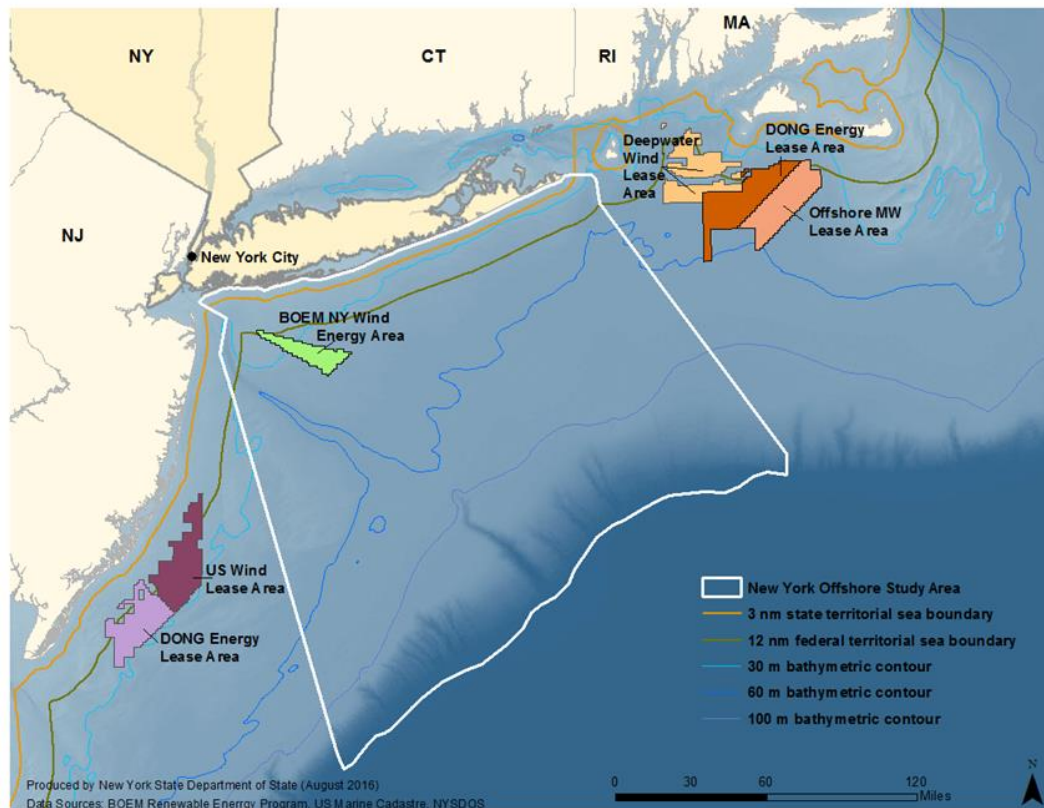 NY
CT
RI
MA
NJ
New York City
Deepwater
Wind
Lease
Area
DONG Energy
Lease Area
Offshore MW
Lease Area
BOEM NY Wind
Energy Area
US Wind
Lease Area
DONG Energy
Lease Area
New York Offshore Study Area
3 nm state territorial sea boundary
12 nm federal territorial sea boundary
30 m bathymetric contour
60 m bathymetric contour
100 m bathymetric contour
Produced by New York State Department of State (August 2016)
Data Sources: BOEM Renewable Energy Program, US Marine Cadastre, NYSDOS
0 30 60 120
Miles
N